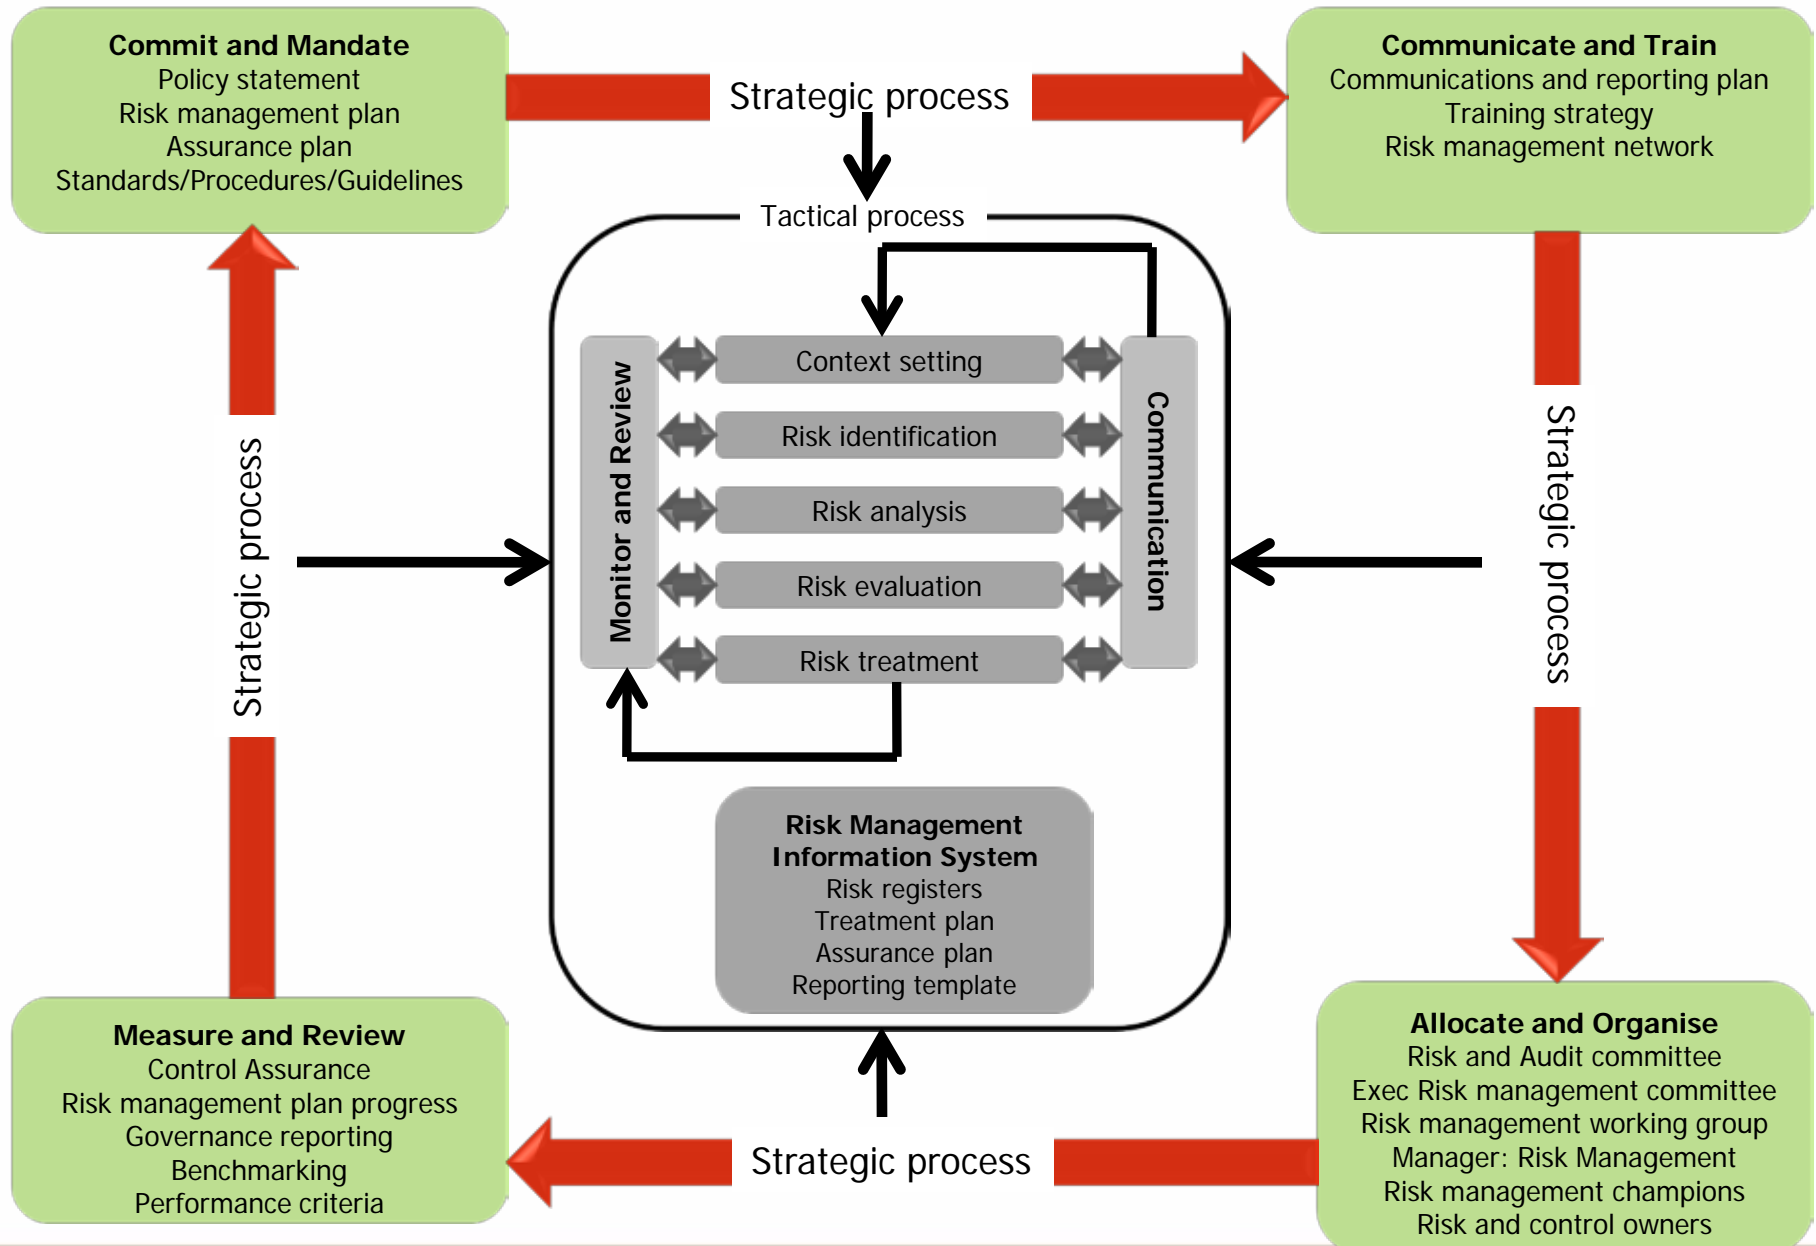 Commit and Mandate
Policy statement
Risk management plan
Assurance plan
Standards/Procedures/Guidelines
Strategic process
Communicate and Train
Communications and reporting plan
Training strategy
Risk management network
Tactical process
Strategic process
Monitor and Review
Context setting
Risk identification
Risk analysis
Risk evaluation
Risk treatment
Communication
Strategic process
Risk Management
Information System
Risk registers
Treatment plan
Assurance plan
Reporting template
Measure and Review
Control Assurance
Risk management plan progress
Governance reporting
Benchmarking
Performance criteria
Strategic process
Allocate and Organise
Risk and Audit committee
Exec Risk management committee
Risk management working group
Manager: Risk Management
Risk management champions
Risk and control owners